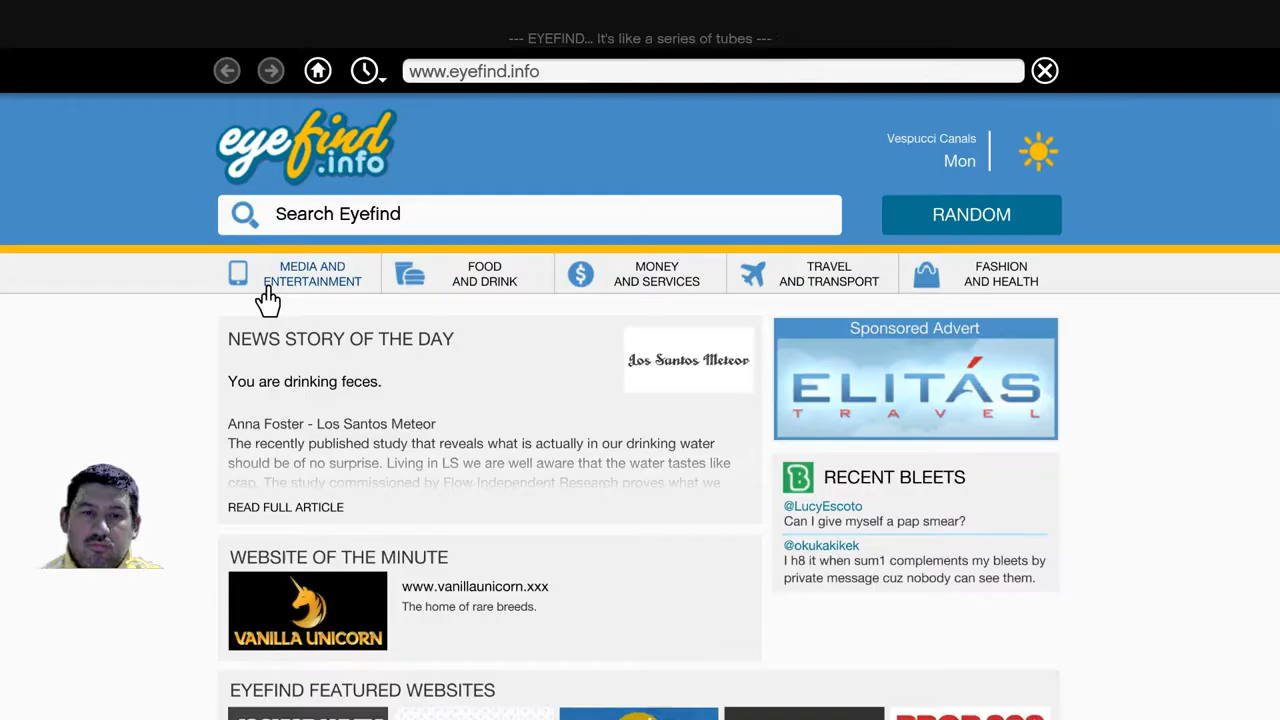 --- EYEFIND... It's like a series of tubes ---
www.eyefind.info
eyefind
.info
Vespucci Canals
Mon
Search Eyefind
RANDOM
MEDIA AND
ENTERTAINMENT
FOOD
AND DRINK
MONEY
AND SERVICES
TRAVEL
AND TRANSPORT
FASHION
AND HEALTH
NEWS STORY OF THE DAY
Los Santos Meteor
You are drinking feces.
Anna Foster - Los Santos Meteor
The recently published study that reveals what is actually in our drinking water
should be of no surprise. Living in LS we are well aware that the water tastes like
crap. The study commissioned by Flow Independent Research proves what we
READ FULL ARTICLE
Sponsored Advert
ELITÁS
TRAVEL
RECENT BLEETS
@LucyEscoto
Can I give myself a pap smear?
@okukakikek
I h8 it when sum1 complements my bleets by
private message cuz nobody can see them.
WEBSITE OF THE MINUTE
VANILLA UNICORN
www.vanillaunicorn.xxx
The home of rare breeds.
EYEFIND FEATURED WEBSITES